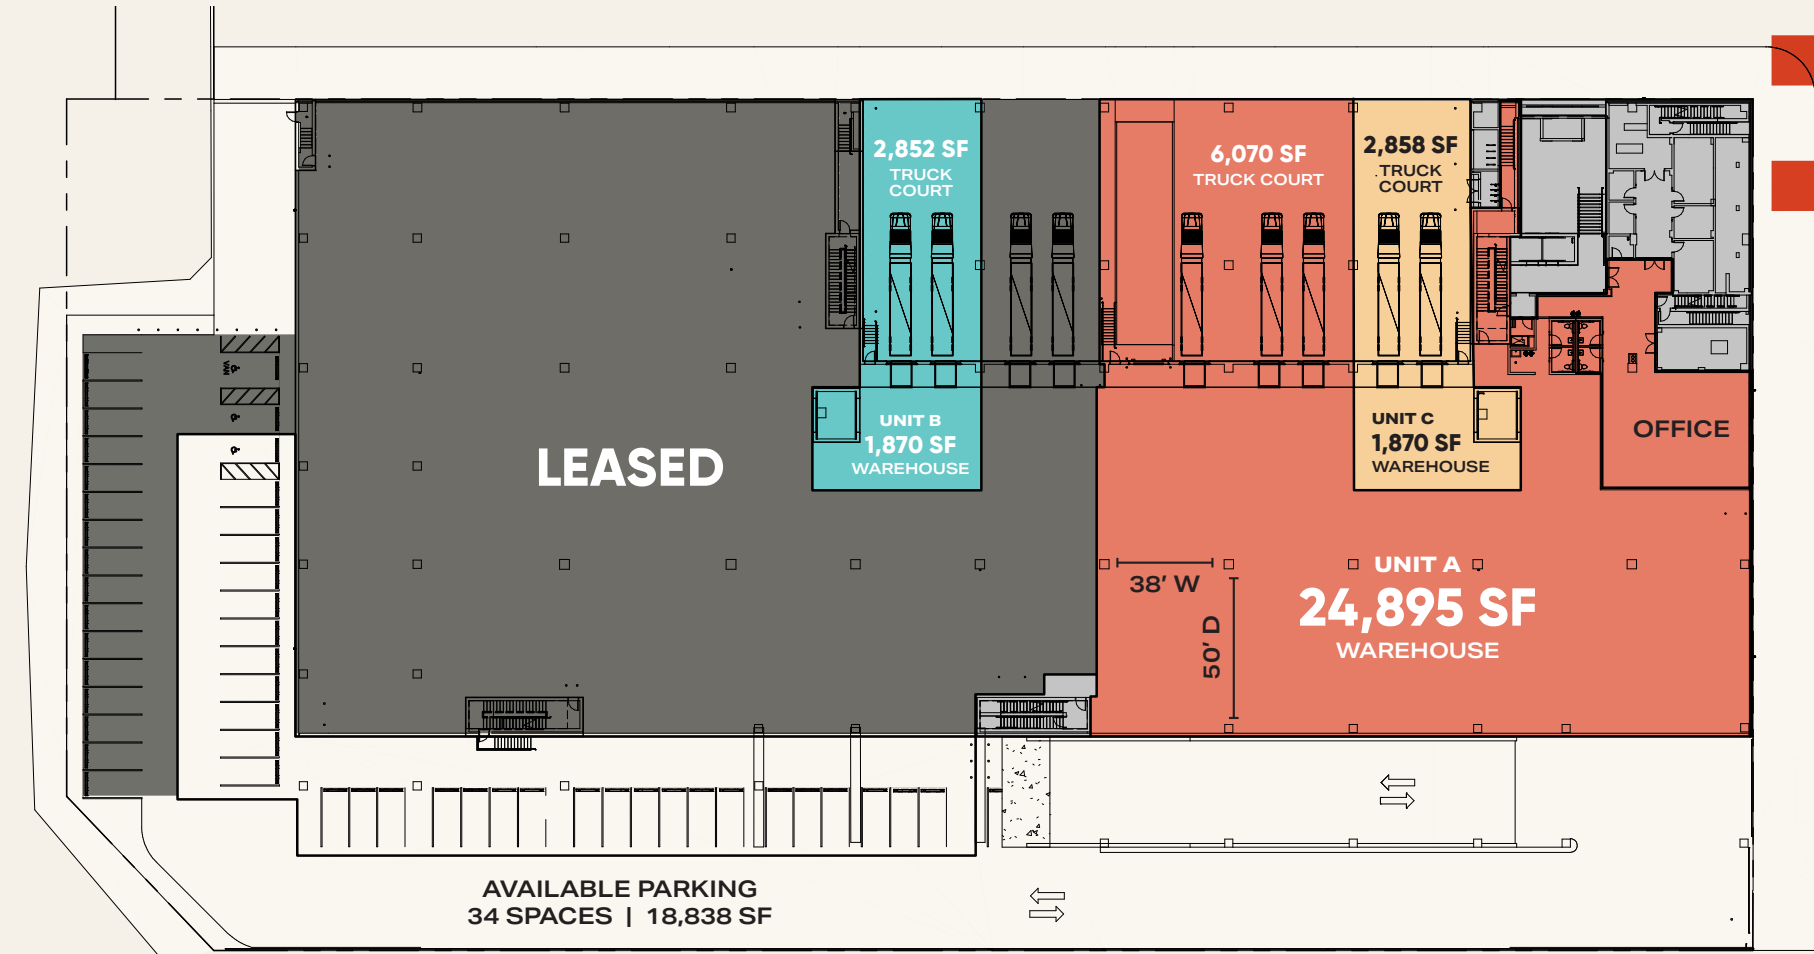 2,852 SF
TRUCK
COURT
6,070 SF
TRUCK COURT
2,858 SF
TRUCK
COURT
VAN
UNIT B
1,870 SF
WAREHOUSE
UNIT C
1,870 SF
WAREHOUSE
OFFICE
LEASED
38' W
50' D
UNIT A
24,895 SF
WAREHOUSE
AVAILABLE PARKING
34 SPACES | 18,838 SF